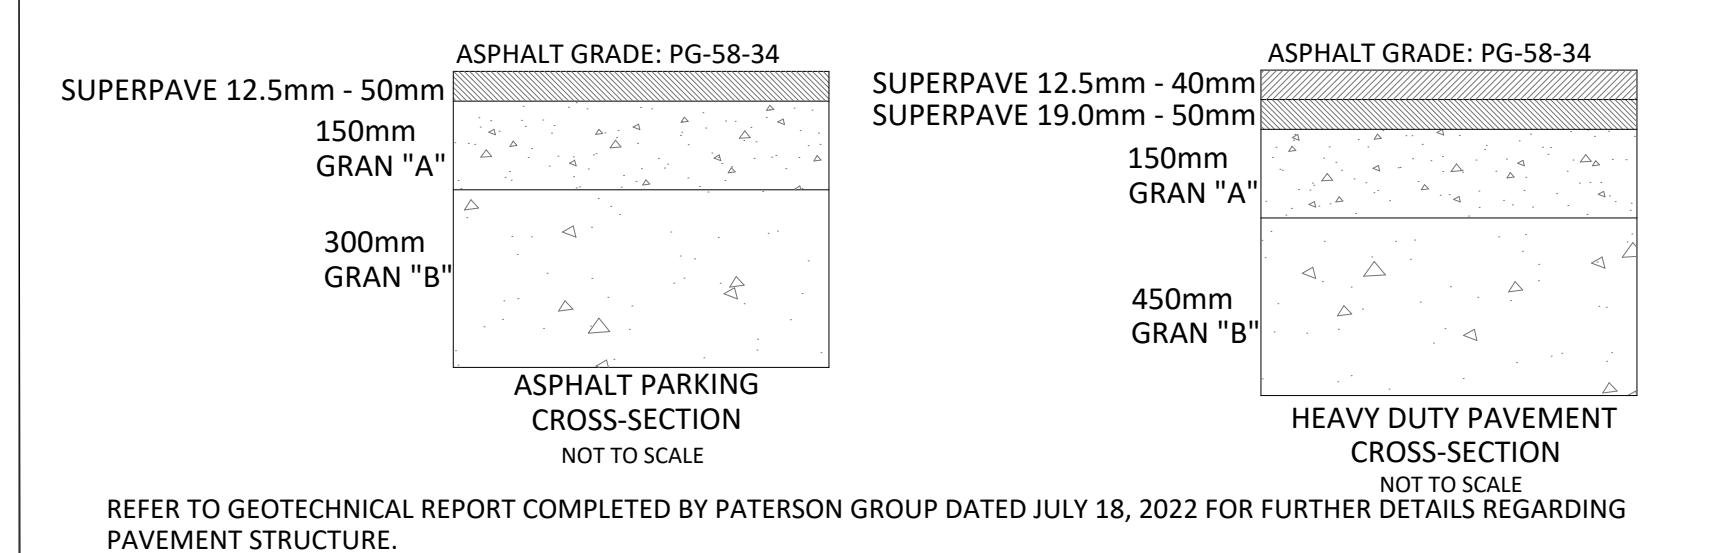 ASPHALT GRADE: PG-58-34
SUPERPAVE 12.5mm - 50mm
150mm
GRAN "A"
300mm
GRAN "B"
ASPHALT PARKING
CROSS-SECTION
NOT TO SCALE
ASPHALT GRADE: PG-58-34
SUPERPAVE 12.5mm - 40mm
SUPERPAVE 19.0mm - 50mm
150mm
GRAN "A"
450mm
GRAN "B"
HEAVY DUTY PAVEMENT
CROSS-SECTION
NOT TO SCALE
REFER TO GEOTECHNICAL REPORT COMPLETED BY PATERSON GROUP DATED JULY 18, 2022 FOR FURTHER DETAILS REGARDING
PAVEMENT STRUCTURE.